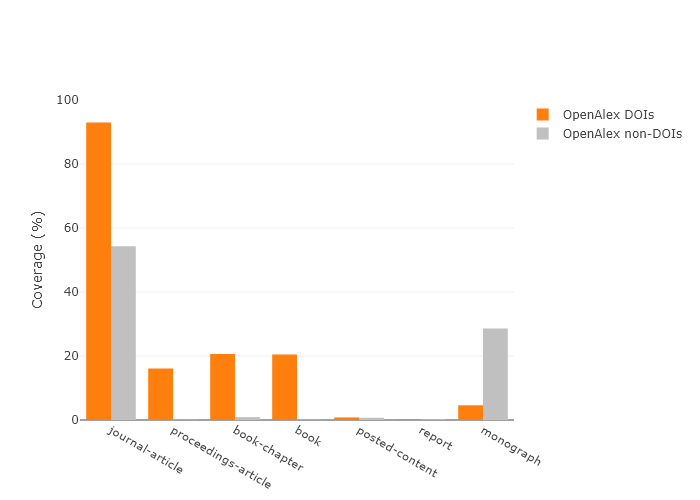 100
80
60
40
20
0
Coverage (%)
journal-article
proceedings-article
book-chapter
book
posted-content
report
monograph
OpenAlex DOIs
OpenAlex non-DOIs